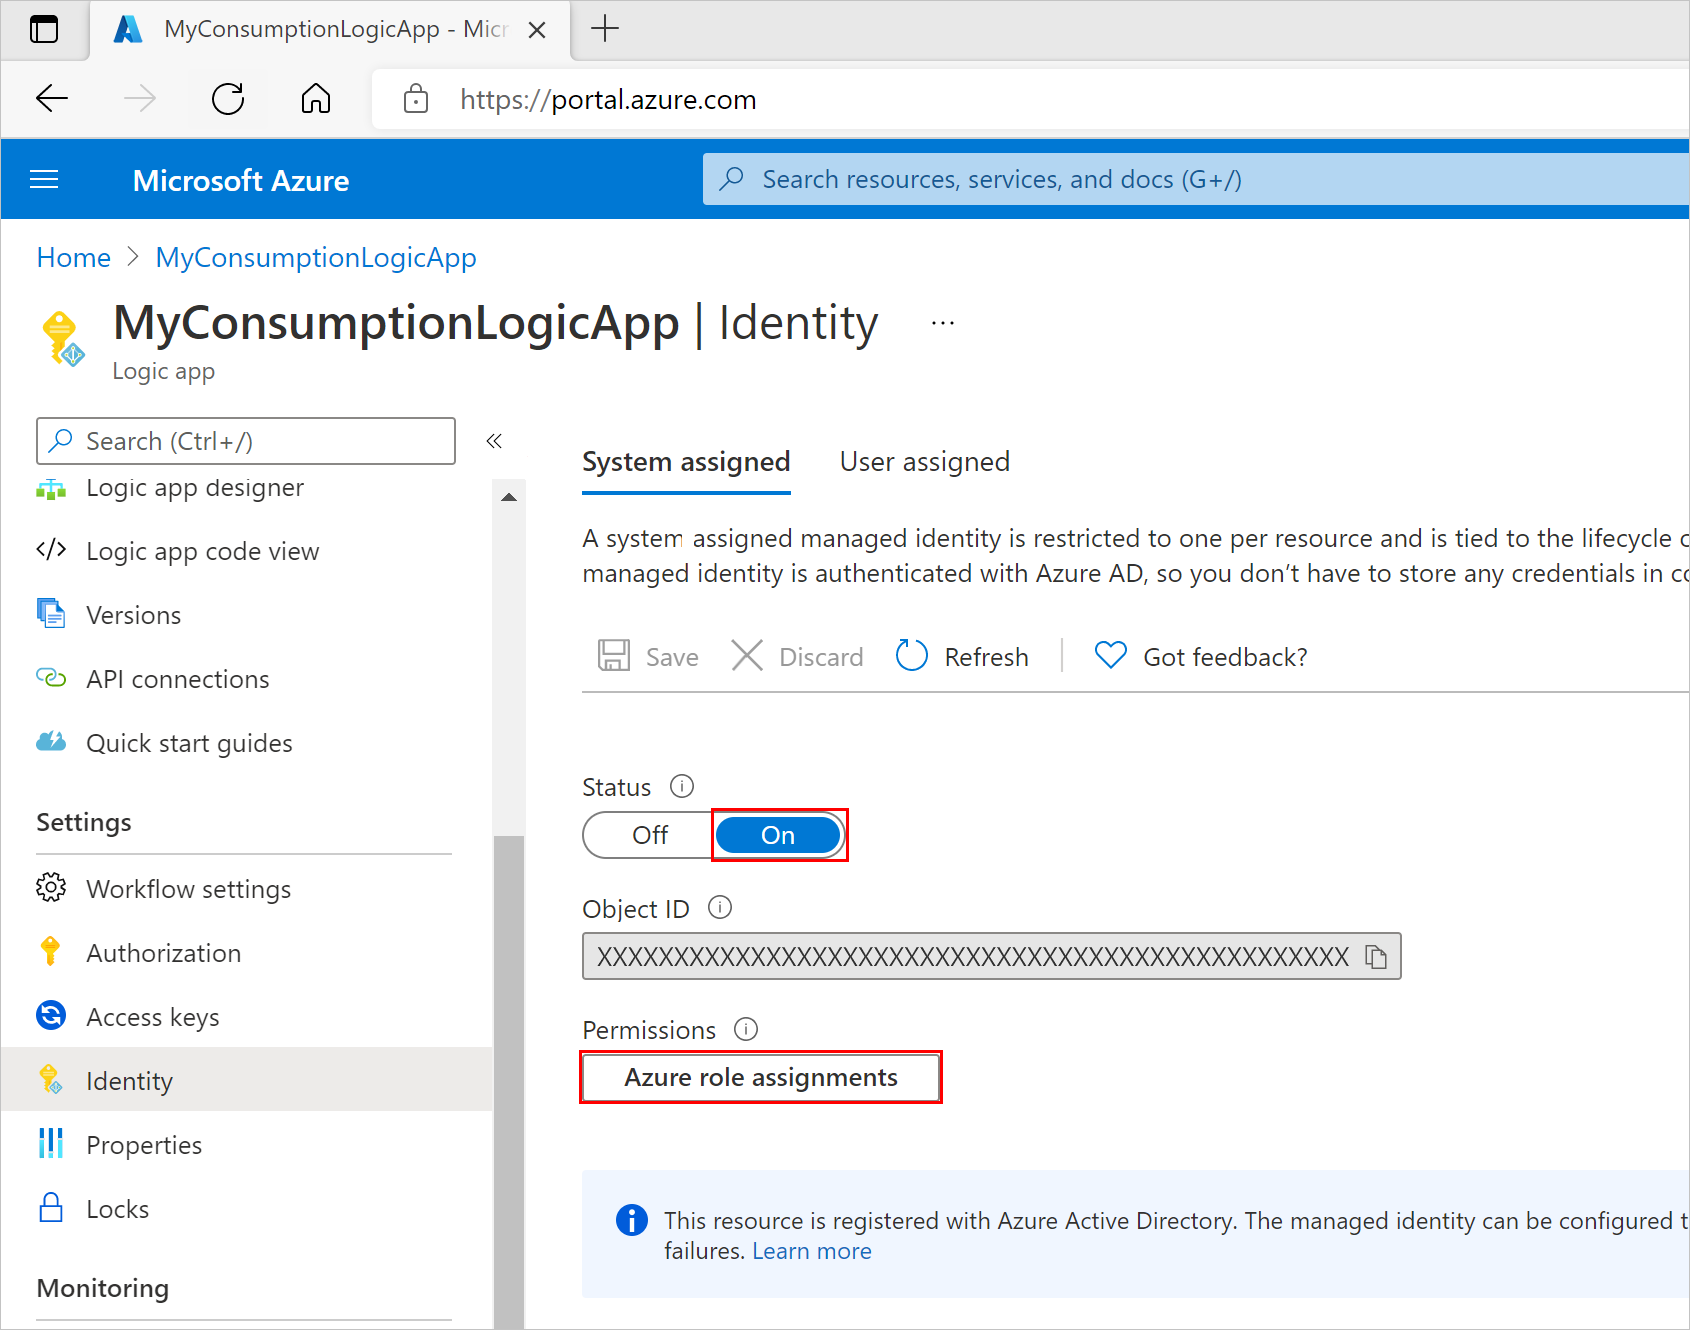 MyConsumptionLogicApp - Micr
https://portal.azure.com
Microsoft Azure
Search resources, services, and docs (G+/)
Home > MyConsumptionLogicApp
MyConsumptionLogicApp | Identity ...
Logic app
Search (Ctrl+/)
«
Logic app designer
Logic app code view
Versions
API connections
Quick start guides
Settings
Workflow settings
Authorization
Access keys
Identity
Properties
Locks
Monitoring
System assigned User assigned
A system assigned managed identity is restricted to one per resource and is tied to the lifecycle
managed identity is authenticated with Azure AD, so you don’t have to store any credentials in
Save Discard Refresh Got feedback?
Status
Off On
Object ID
XXXXXXXXXXXXXXXXXXXXXXXXXXXXXXXXXXXXXXXXXXXXXXXXX
Permissions
Azure role assignments
This resource is registered with Azure Active Directory. The managed identity can be configured
failures. Learn more